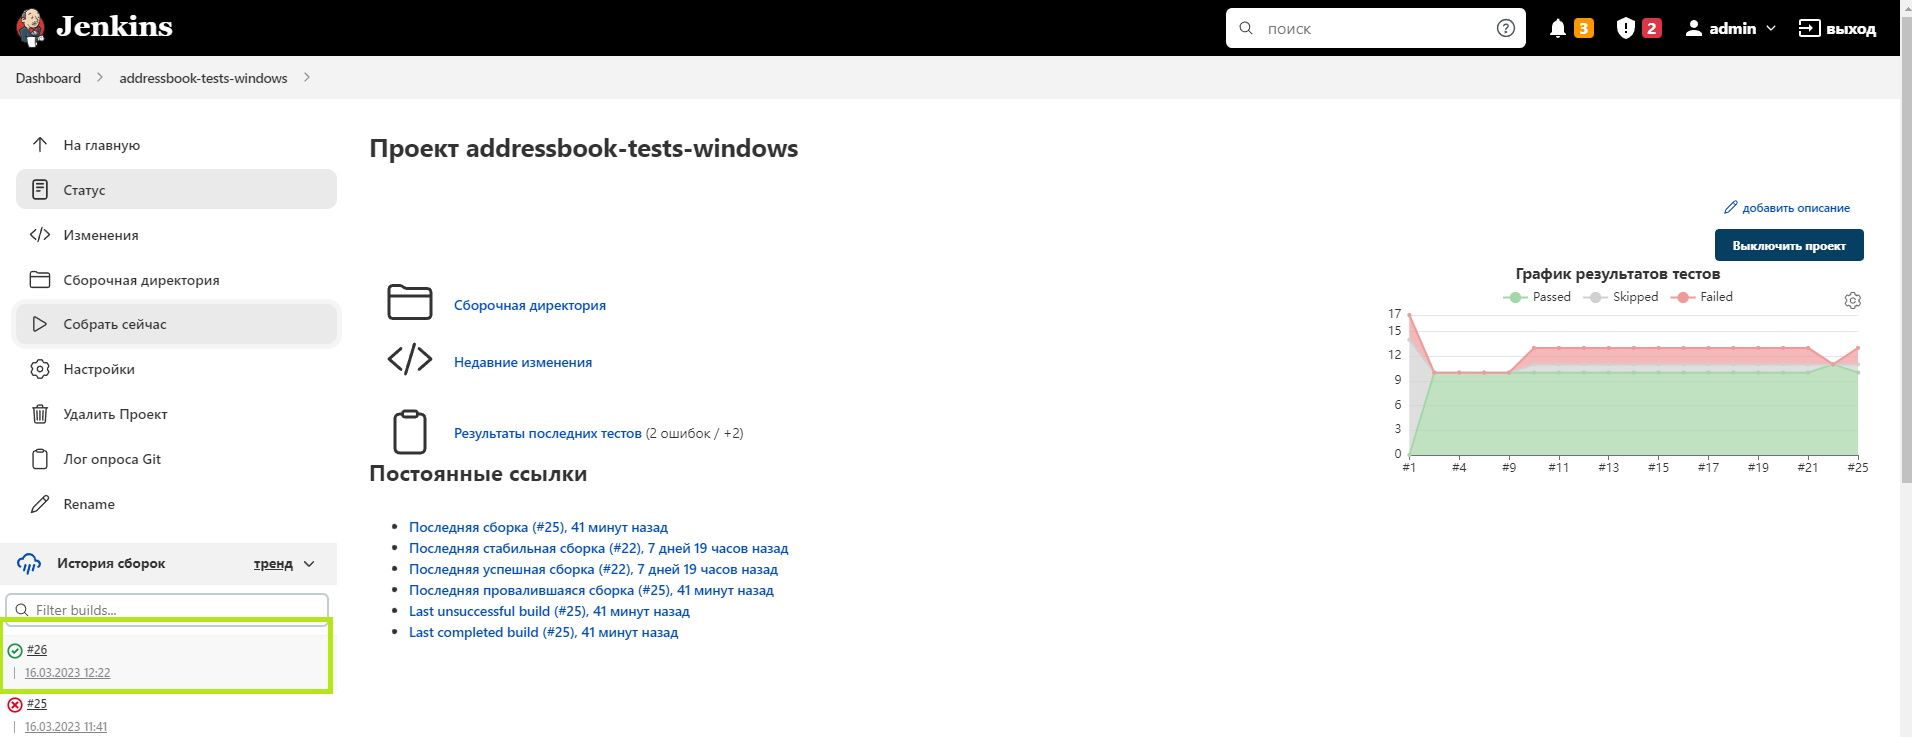 Jenkins
поиск
3
2
admin
выход
Dashboard
addressbook-tests-windows
На главную
Статус
Изменения
Сборочная директория
Собрать сейчас
Настройки
Удалить Проект
Лог опроса Git
Rename
История сборок
тренд
Filter builds...
#26
16.03.2023 12:22
#25
16.03.2023 11:41
Проект addressbook-tests-windows
добавить описание
Выключить проект
Сборочная директория
Недавние изменения
Результаты последних тестов (2 ошибок / +2)
График результатов тестов
Passed Skipped Failed
17
15
12
9
6
3
0
#1 #4 #9 #11 #13 #15 #17 #19 #21 #25
Постоянные ссылки
Последняя сборка (#25), 41 минут назад
Последняя стабильная сборка (#22), 7 дней 19 часов назад
Последняя успешная сборка (#22), 7 дней 19 часов назад
Последняя провалившаяся сборка (#25), 41 минут назад
Last unsuccessful build (#25), 41 минут назад
Last completed build (#25), 41 минут назад